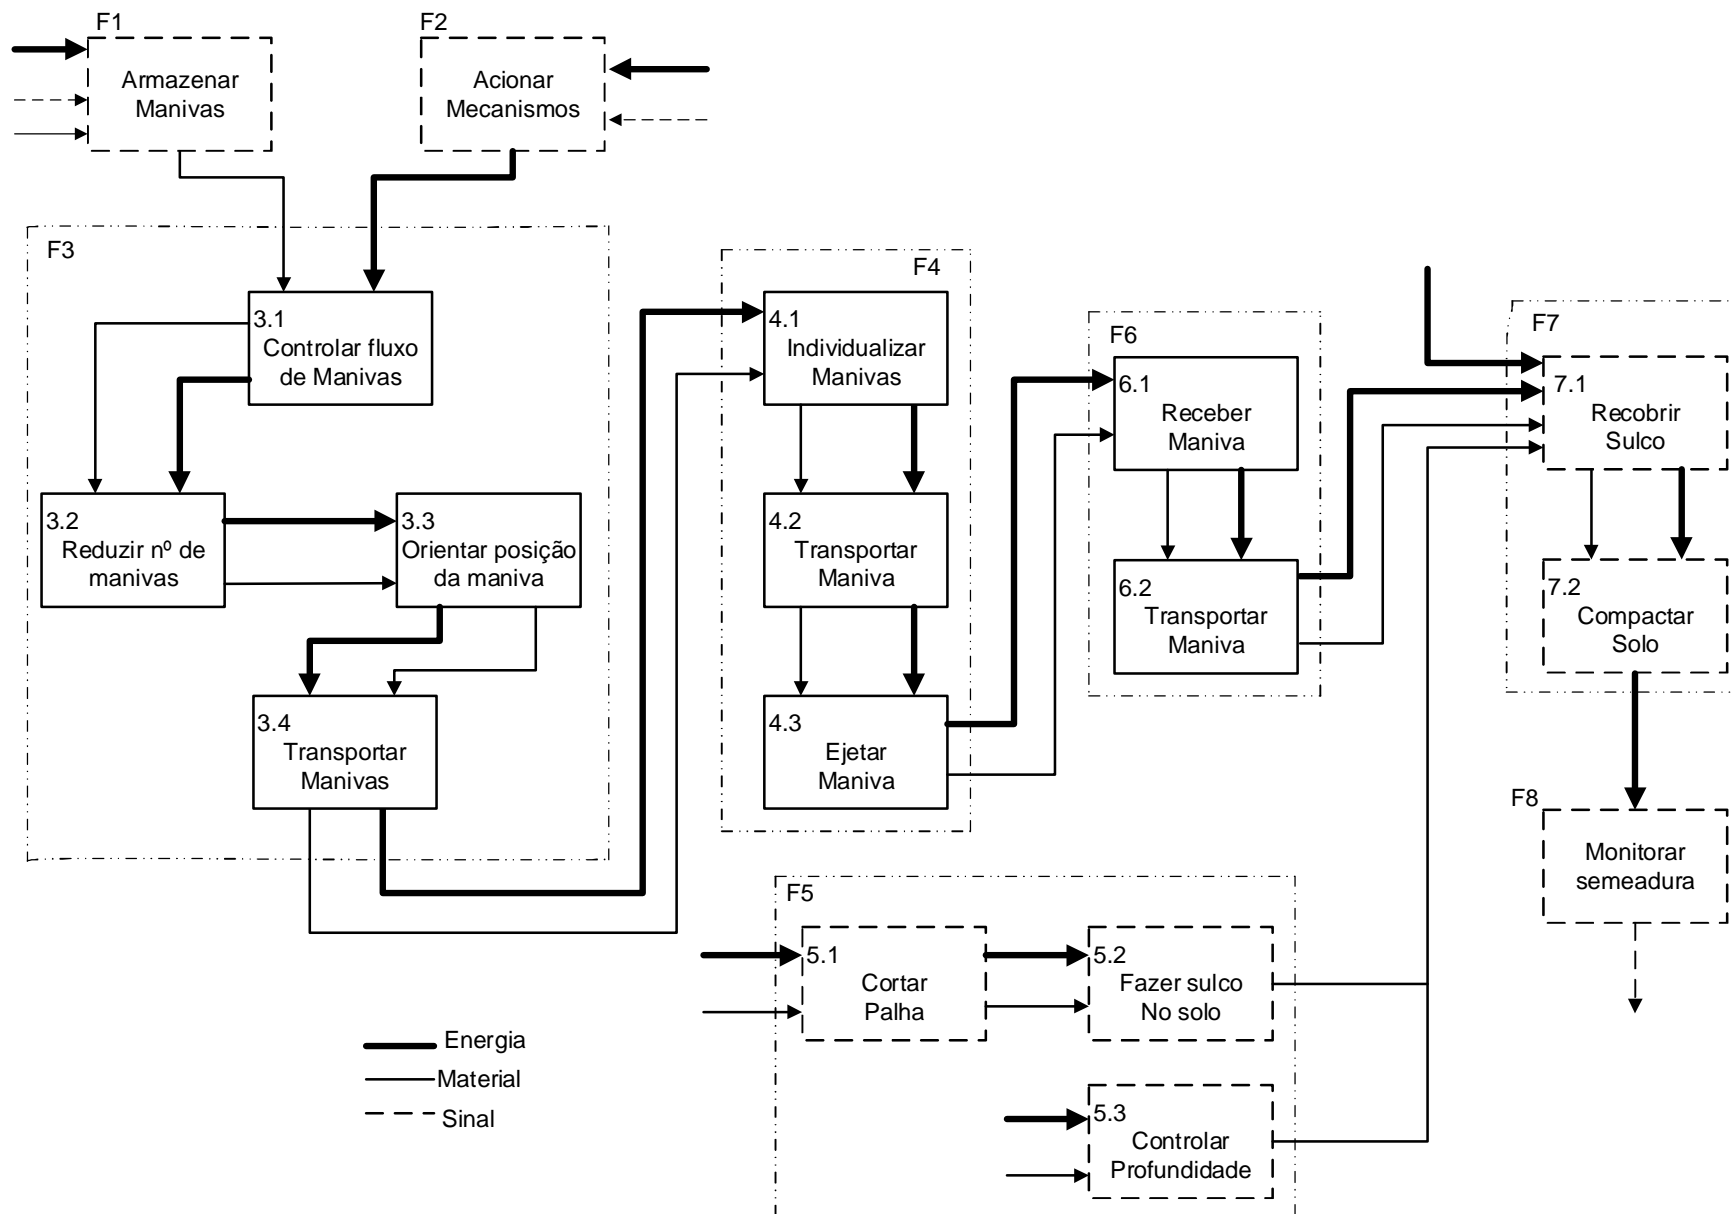 F1
Armazenar
Manivas
F2
Acionar
Mecanismos
F3
3.1
Controlar fluxo
de Manivas
3.2
Reduzir nº de
manivas
3.3
Orientar posição
da maniva
3.4
Transportar
Manivas
F4
4.1
Individualizar
Manivas
4.2
Transportar
Maniva
4.3
Ejetar
Maniva
F6
6.1
Receber
Maniva
6.2
Transportar
Maniva
F7
7.1
Recobrir
Sulco
7.2
Compactar
Solo
F8
Monitorar
semeadura
F5
5.1
Cortar
Palha
5.2
Fazer sulco
No solo
5.3
Controlar
Profundidade
Energia
Material
Sinal